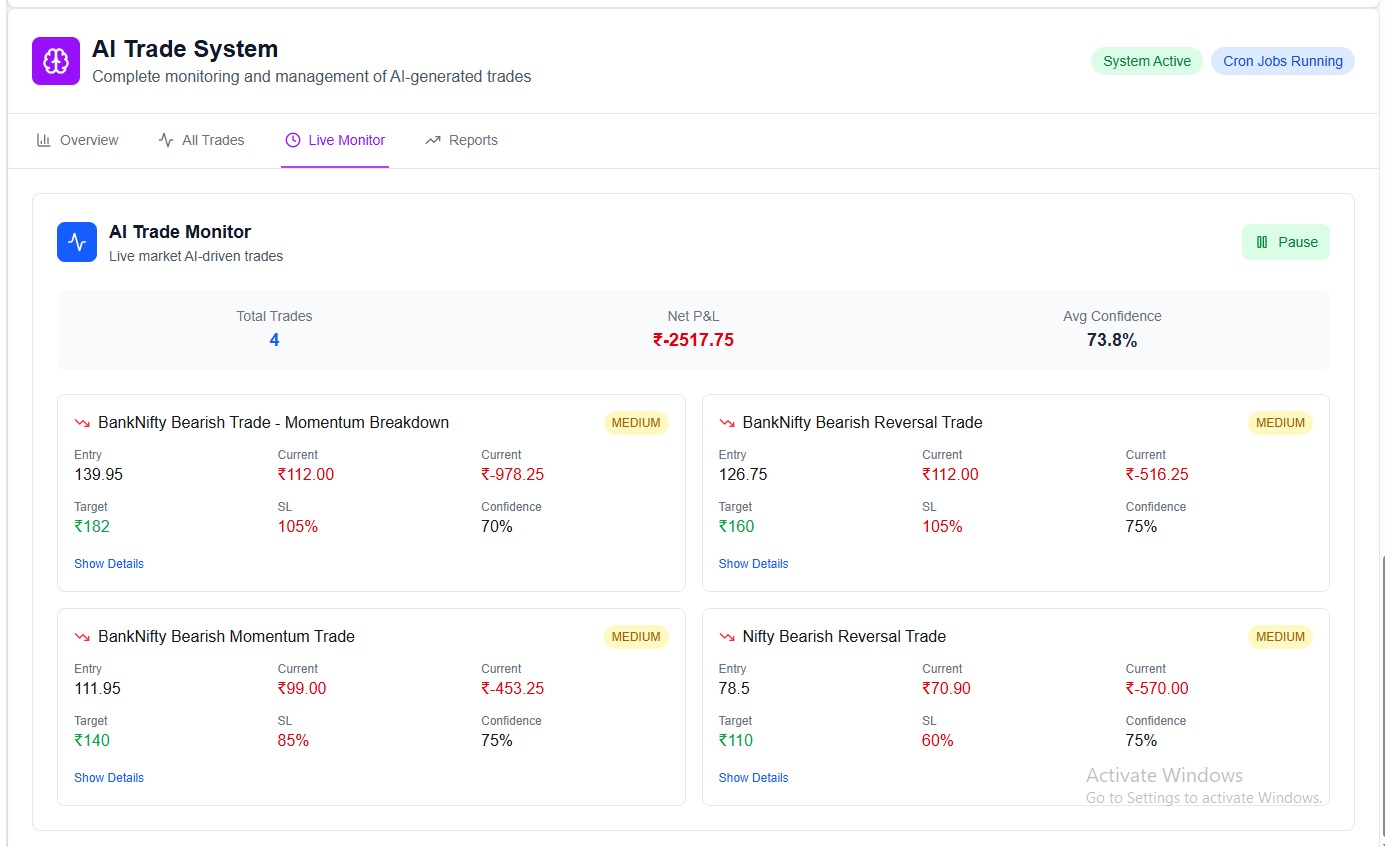 AI Trade System
Complete monitoring and management of AI-generated trades
System Active
Cron Jobs Running
Overview
All Trades
Live Monitor
Reports
AI Trade Monitor
Live market AI-driven trades
Pause
Total Trades
4
Net P&L
₹-2517.75
Avg Confidence
73.8%
BankNifty Bearish Trade - Momentum Breakdown
MEDIUM
Entry
139.95
Current
₹112.00
Current
₹-978.25
Target
₹182
SL
105%
Confidence
70%
Show Details
BankNifty Bearish Reversal Trade
MEDIUM
Entry
126.75
Current
₹112.00
Current
₹-516.25
Target
₹160
SL
105%
Confidence
75%
Show Details
BankNifty Bearish Momentum Trade
MEDIUM
Entry
111.95
Current
₹99.00
Current
₹-453.25
Target
₹140
SL
85%
Confidence
75%
Show Details
Nifty Bearish Reversal Trade
MEDIUM
Entry
78.5
Current
₹70.90
Current
₹-570.00
Target
₹110
SL
60%
Confidence
75%
Show Details
Activate Windows
Go to Settings to activate Windows.